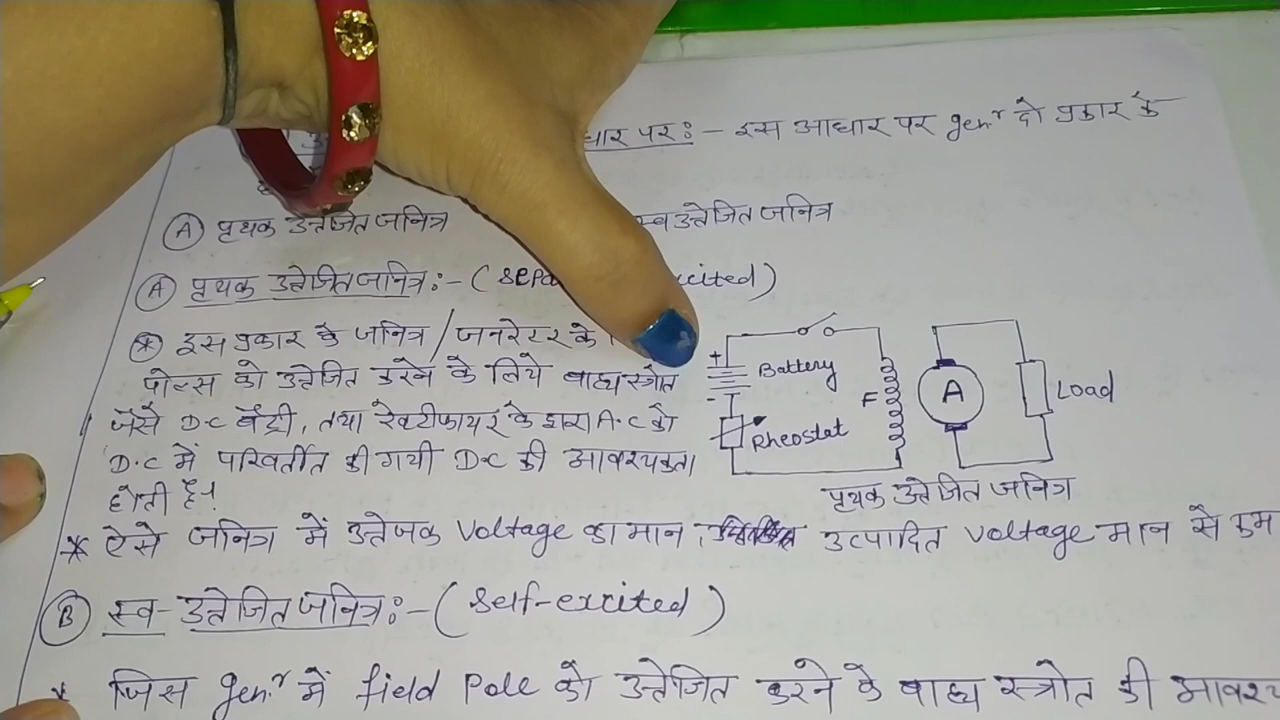 धार पर:- इस आधार पर genr दो प्रकार के
(A) पृथक उत्तेजित जनित्र
स्व उत्तेजित जनित्र
(A) पृथक उत्तेजित जनित्र:- (sepa cited)
* इस प्रकार के जनित्र/जनरेटर के
पोल्स को उत्तेजित करने के लिये बाह्य स्त्रोत
जैसे D.C बैट्री, तथा रेक्टीफायर के द्वारा A.C को
D.C में परिवर्तीत की गयी D.C की आवश्यकता
होती है।
+
-
Battery
Rheostat
F
A
Load
पृथक उत्तेजित जनित्र
* ऐसे जनित्र में उत्तेजक voltage का मान, उत्पादित voltage मान से कम
(B) स्व-उत्तेजित जनित्र:- (self-excited)
* जिस genr में field Pole को उत्तेजित करने के बाह्य स्त्रोत की आवश्य